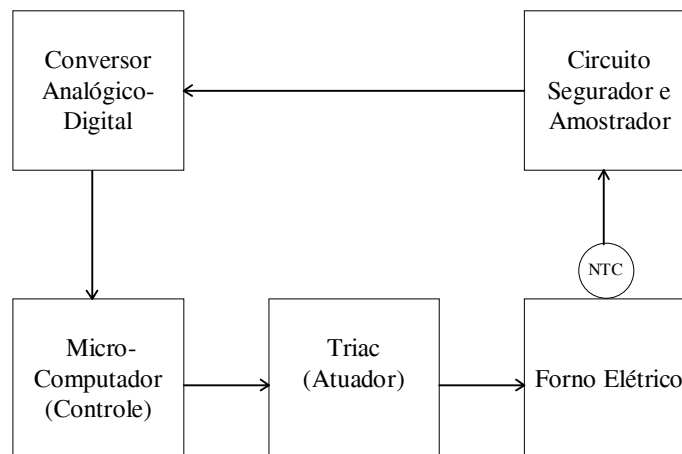 Conversor
Analógico-
Digital
Circuito
Segurador e
Amostrador
NTC
Micro-
Computador
(Controle)
Triac
(Atuador)
Forno Elétrico